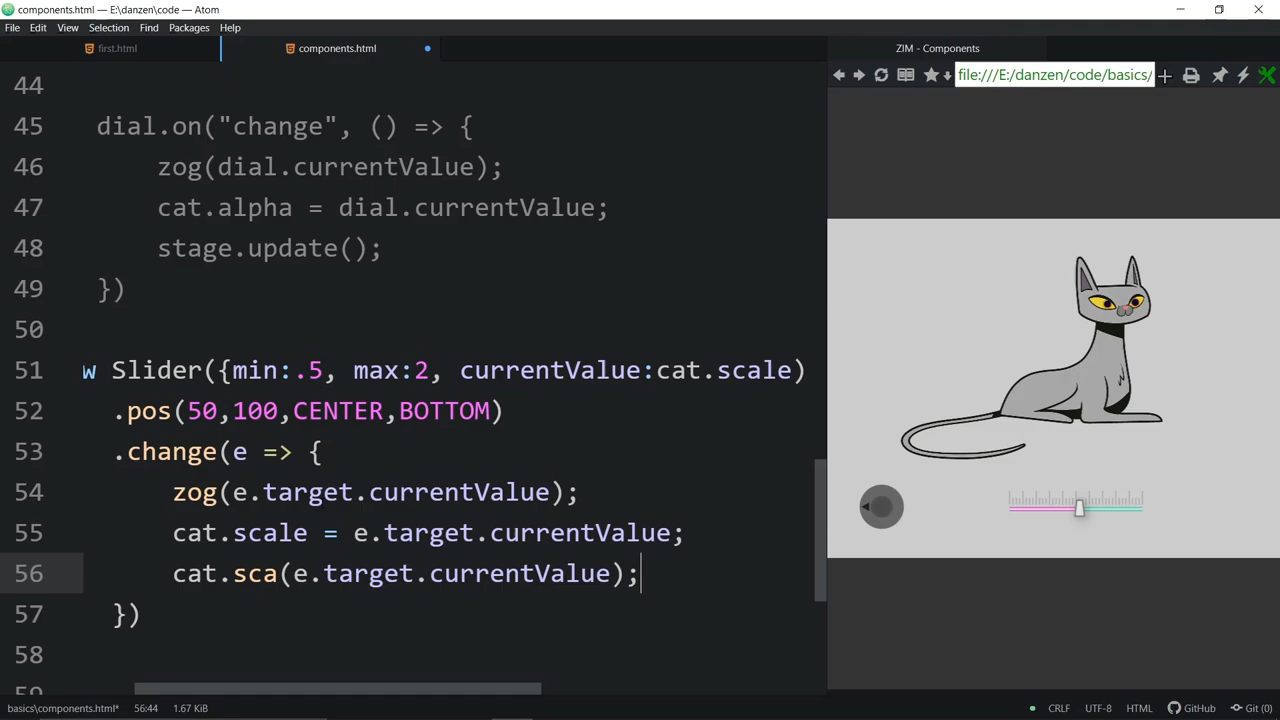 components.html — E:\danzen\code — Atom
File Edit View Selection Find Packages Help
first.html components.html ZIM - Components
file:///E:/danzen/code/basics/
44
45 dial.on("change", () => {
46 zog(dial.currentValue);
47 cat.alpha = dial.currentValue;
48 stage.update();
49 })
50
51 w Slider({min:.5, max:2, currentValue:cat.scale)
52 .pos(50,100,CENTER,BOTTOM)
53 .change(e => {
54 zog(e.target.currentValue);
55 cat.scale = e.target.currentValue;
56 cat.sca(e.target.currentValue);
57 })
58
59
basics\components.html* 56:44 1.67 KiB CRLF UTF-8 HTML GitHub Git (0)